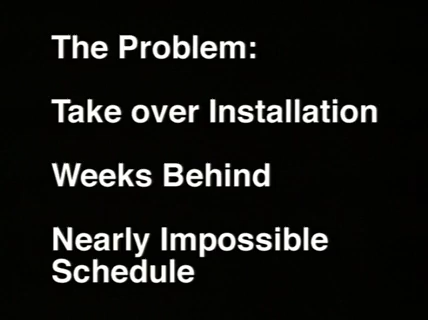 The Problem:
Take over Installation
Weeks Behind
Nearly Impossible
Schedule